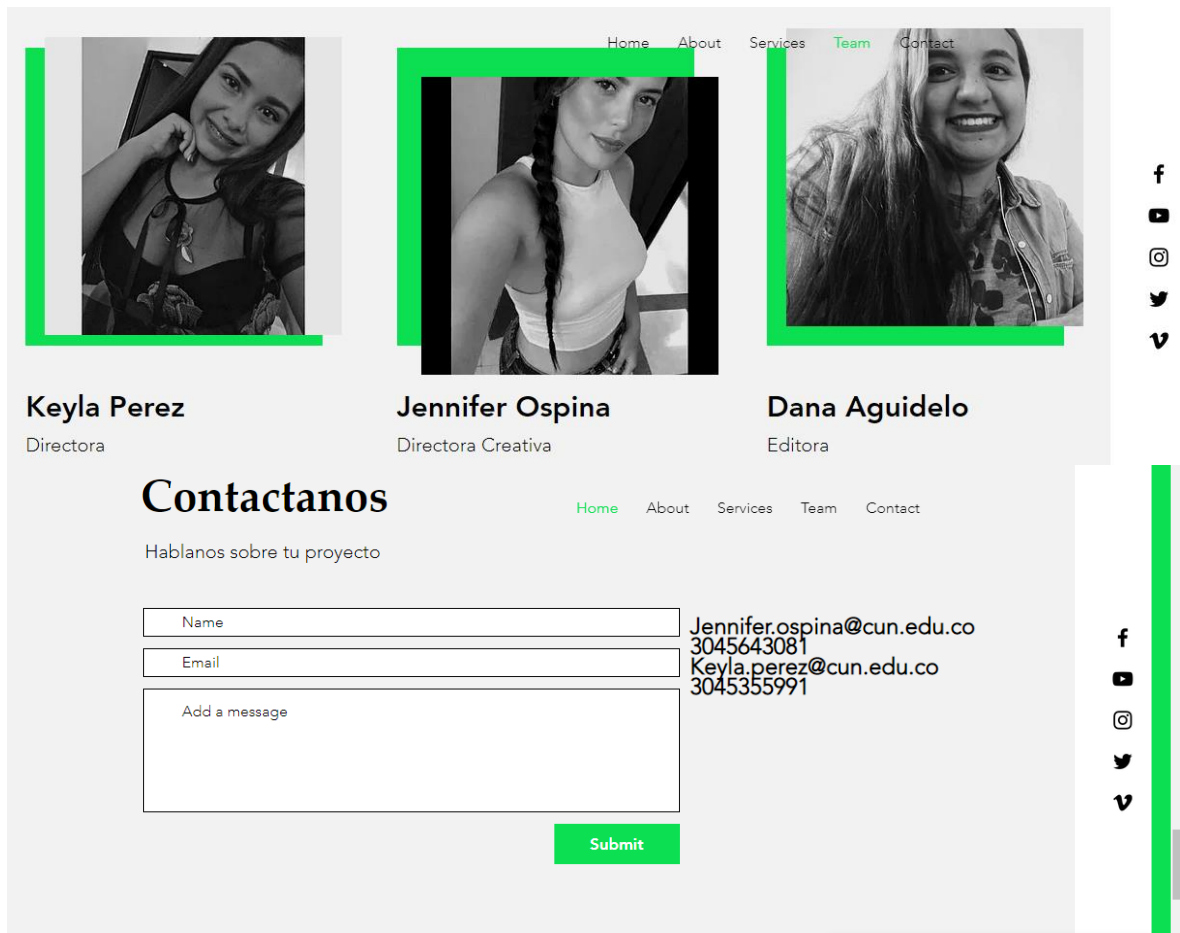 Home About Services Team Contact
Keyla Perez
Directora
Jennifer Ospina
Directora Creativa
Dana Aguidelo
Editora
Contactanos
Home About Services Team Contact
Hablanos sobre tu proyecto
Name
Email
Add a message
Submit
Jennifer.ospina@cun.edu.co
3045643081
Keyla.perez@cun.edu.co
3045355991